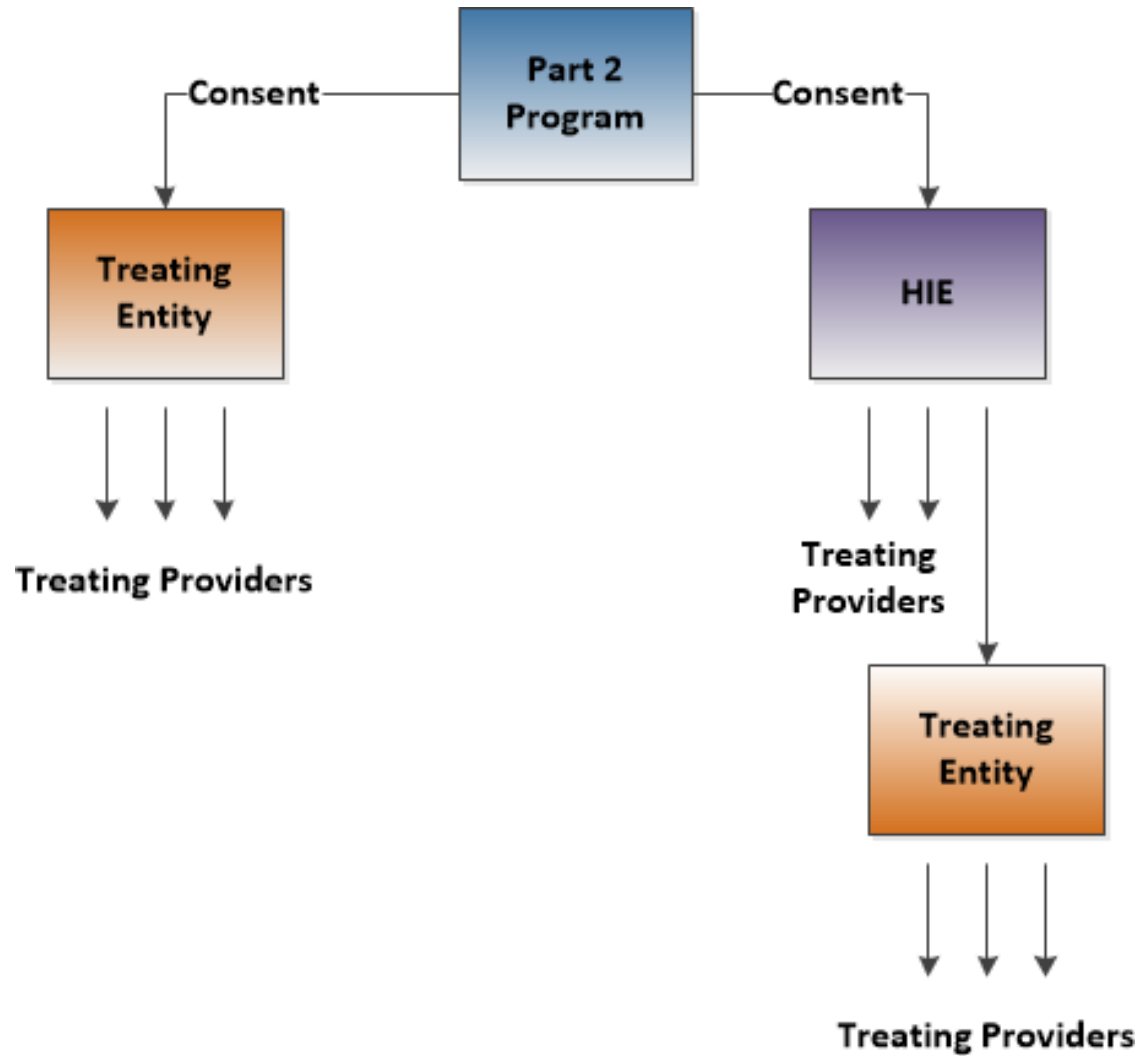 Part 2
Program
Consent
Consent
Treating
Entity
HIE
Treating Providers
Treating
Providers
Treating
Entity
Treating Providers